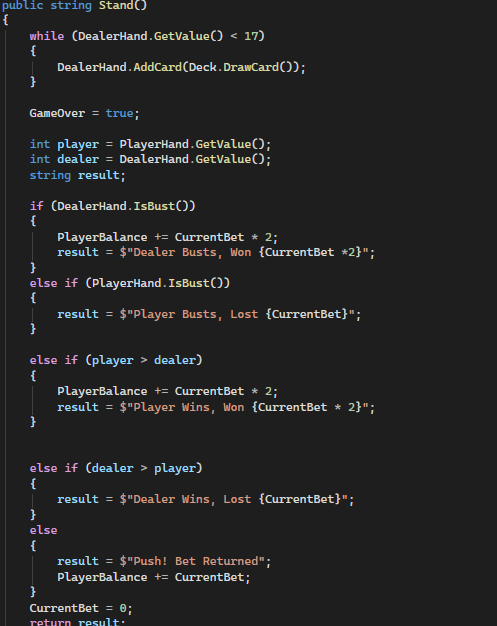 public string Stand()
{
    while (DealerHand.GetValue() < 17)
    {
        DealerHand.AddCard(Deck.DrawCard());
    }

    GameOver = true;

    int player = PlayerHand.GetValue();
    int dealer = DealerHand.GetValue();
    string result;

    if (DealerHand.IsBust())
    {
        PlayerBalance += CurrentBet * 2;
        result = $"Dealer Busts, Won {CurrentBet *2}";
    }
    else if (PlayerHand.IsBust())
    {
        result = $"Player Busts, Lost {CurrentBet}";
    }

    else if (player > dealer)
    {
        PlayerBalance += CurrentBet * 2;
        result = $"Player Wins, Won {CurrentBet * 2}";
    }


    else if (dealer > player)
    {
        result = $"Dealer Wins, Lost {CurrentBet}";
    }
    else
    {
        result = $"Push! Bet Returned";
        PlayerBalance += CurrentBet;
    }
    CurrentBet = 0;
    return result;